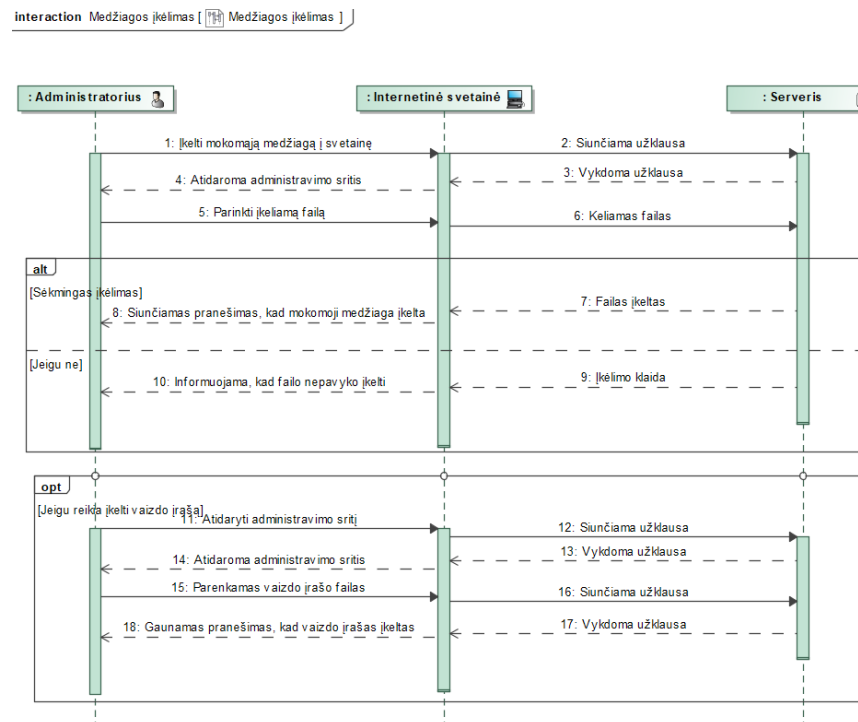 interaction Medžiagos įkėlimas [ Medžiagos įkėlimas ]
: Administratorius
: Internetinė svetainė
: Serveris
1: Įkelti mokomąją medžiagą į svetainę
2: Siunčiama užklausa
3: Vykdoma užklausa
4: Atidaroma administravimo sritis
5: Parinkti įkeliamą failą
6: Keliamas failas
alt
[Sėkmingas įkėlimas]
7: Failas įkeltas
8: Siunčiamas pranešimas, kad mokomoji medžiaga įkelta
[Jeigu ne]
9: Įkėlimo klaida
10: Informuojama, kad failo nepavyko įkelti
opt
[Jeigu reikia įkelti vaizdo įrašą]
11: Atidaryti administravimo sritį
12: Siunčiama užklausa
13: Vykdoma užklausa
14: Atidaroma administravimo sritis
15: Parenkamas vaizdo įrašo failas
16: Siunčiama užklausa
17: Vykdoma užklausa
18: Gaunamas pranešimas, kad vaizdo įrašas įkeltas